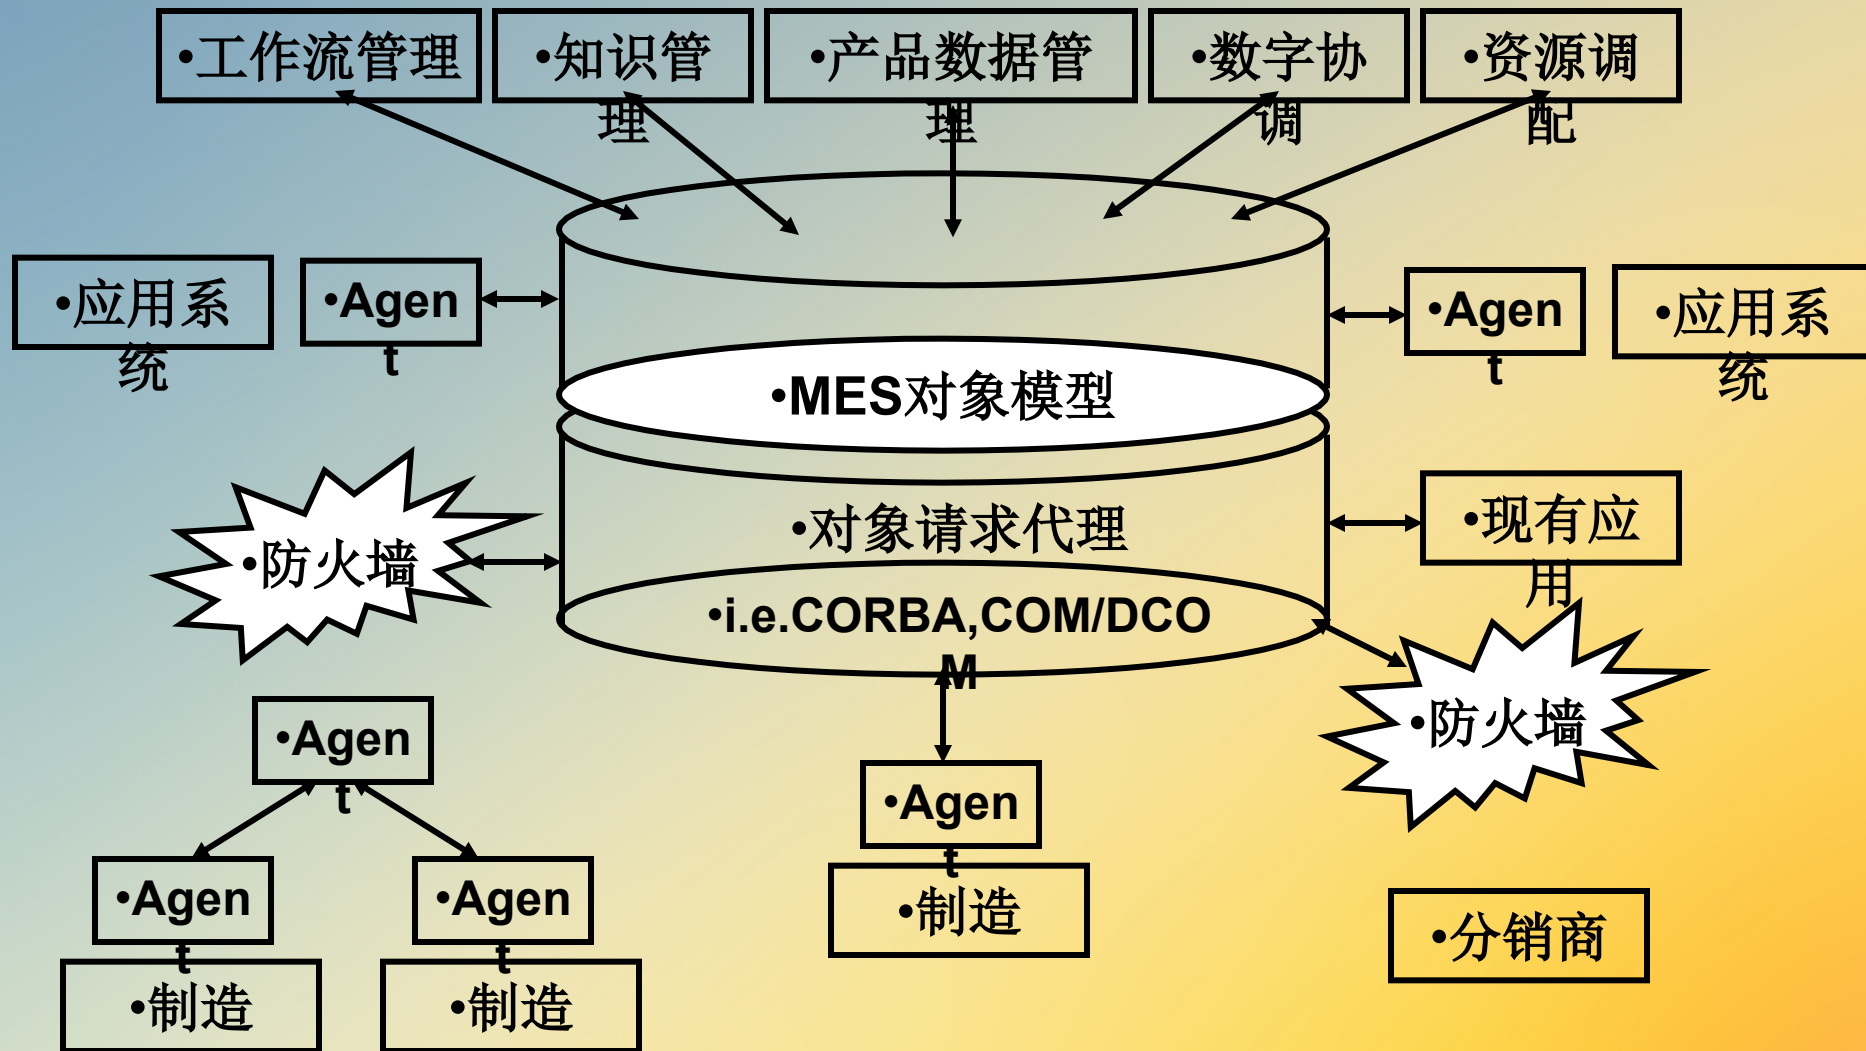 •工作流管理
•知识管
理
•产品数据管
理
•数字协
调
•资源调
配
•应用系
统
•Agen
t
•Agen
t
•应用系
统
•MES对象模型
•防火墙
•对象请求代理
•现有应
用
•i.e.CORBA,COM/DCO
M
•防火墙
•Agen
t
•Agen
t
•制造
•Agen
t
•制造
•Agen
t
•制造
•分销商